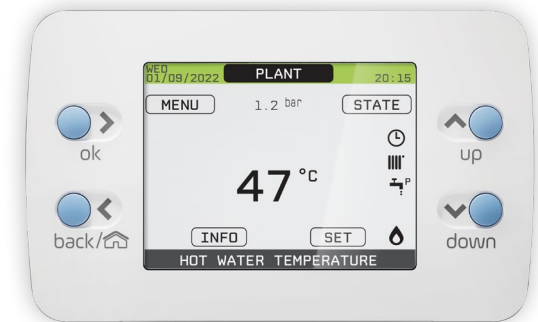 WED
01/09/2022 PLANT 20:15
MENU 1.2 bar STATE
P
47 °C
INFO SET
HOT WATER TEMPERATURE
ok
back/
up
down